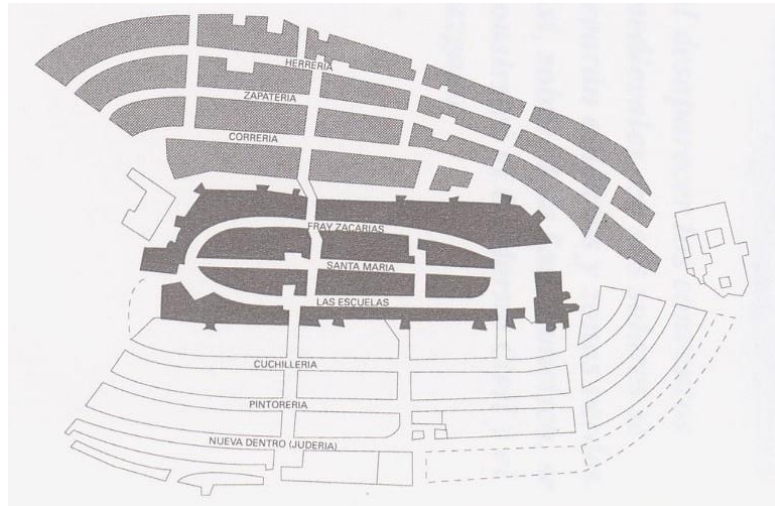 HERRERIA
ZAPATERIA
CORRERIA
FRAY ZACARIAS
SANTA MARIA
LAS ESCUELAS
CUCHILLERIA
PINTORERIA
NUEVA DENTRO (JUDERIA)